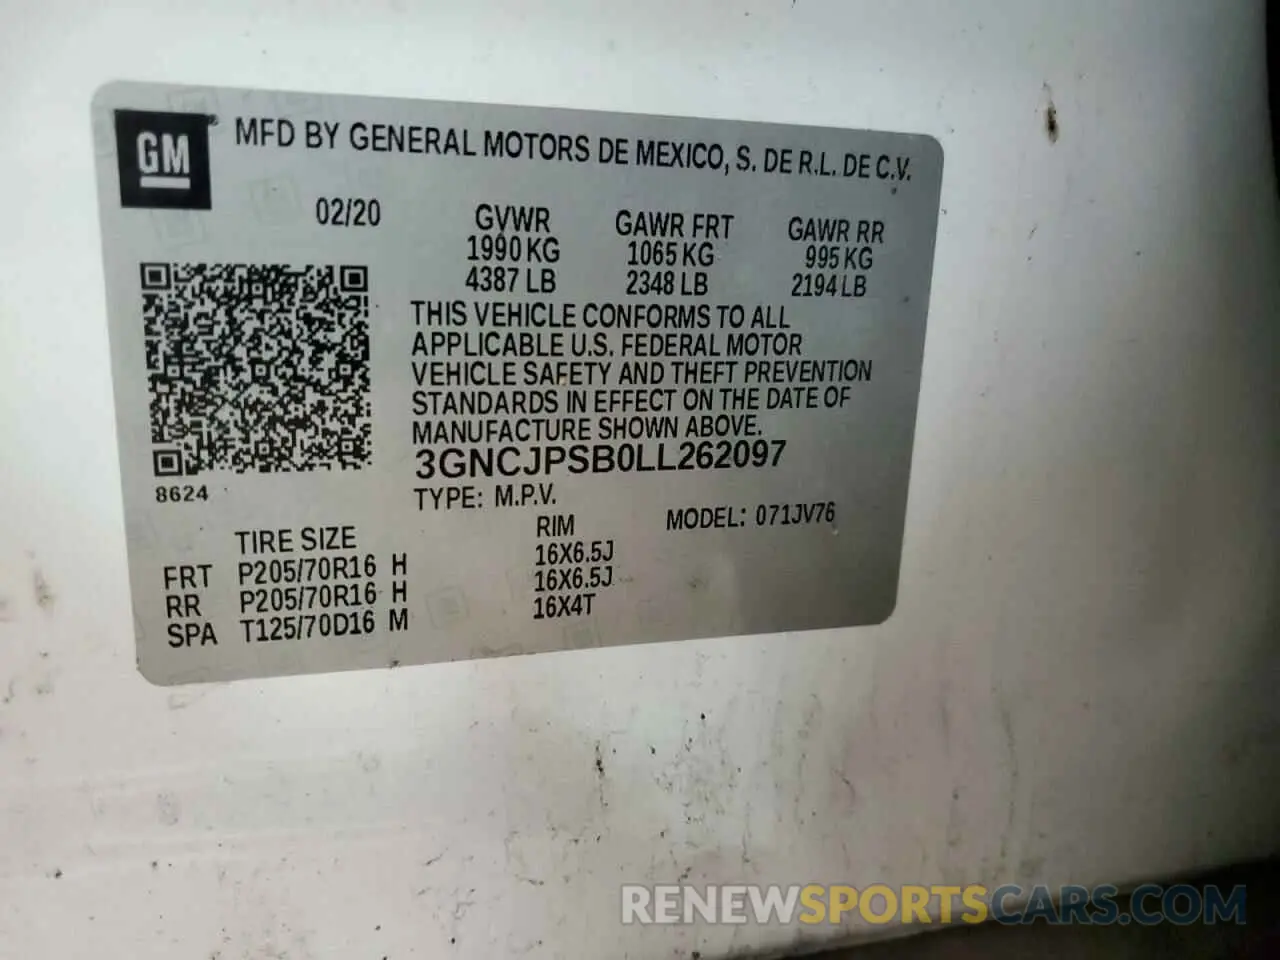 GM
MFD BY GENERAL MOTORS DE MEXICO, S. DE R.L. DE C.V.
02/20
GVWR GAWR FRT GAWR RR
1990 KG 1065 KG 995 KG
4387 LB 2348 LB 2194 LB
THIS VEHICLE CONFORMS TO ALL
APPLICABLE U.S. FEDERAL MOTOR
VEHICLE SAFETY AND THEFT PREVENTION
STANDARDS IN EFFECT ON THE DATE OF
MANUFACTURE SHOWN ABOVE.
3GNCJPSB0LL262097
8624
TYPE: M.P.V.
MODEL: 071JV76
TIRE SIZE RIM
FRT P205/70R16 H 16X6.5J
RR P205/70R16 H 16X6.5J
SPA T125/70D16 M 16X4T
RENEWSPORTSCARS.COM